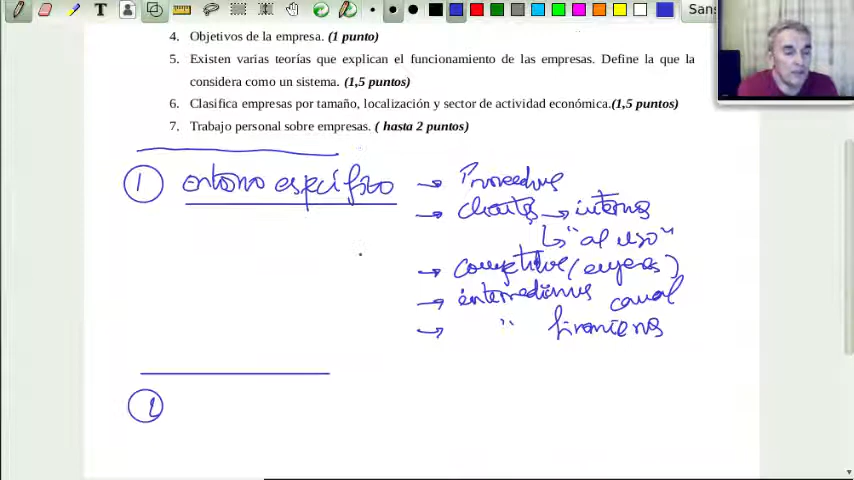 T
Sans
4. Objetivos de la empresa. (1 punto)
5. Existen varias teorías que explican el funcionamiento de las empresas. Define la que la
considera como un sistema. (1,5 puntos)
6. Clasifica empresas por tamaño, localización y sector de actividad económica.(1,5 puntos)
7. Trabajo personal sobre empresas. ( hasta 2 puntos)
1 entorno específico → Proveedores
→ clientes → internos
↳ "al uso"
→ (empresas)
→ intermediarios canal
→ " financieros
2